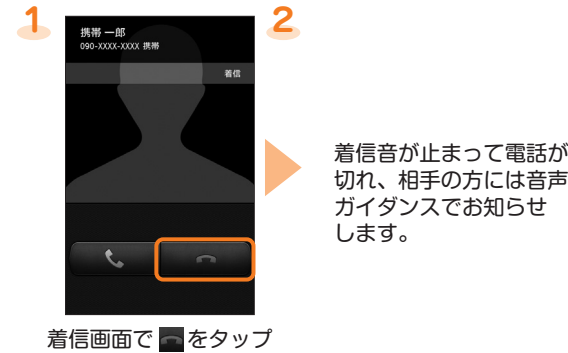 1
携帯 一郎
090-XXXX-XXXX 携帯
着信
着信画面で をタップ
2
着信音が止まって電話が
切れ、相手の方には音声
ガイダンスでお知らせ
します。